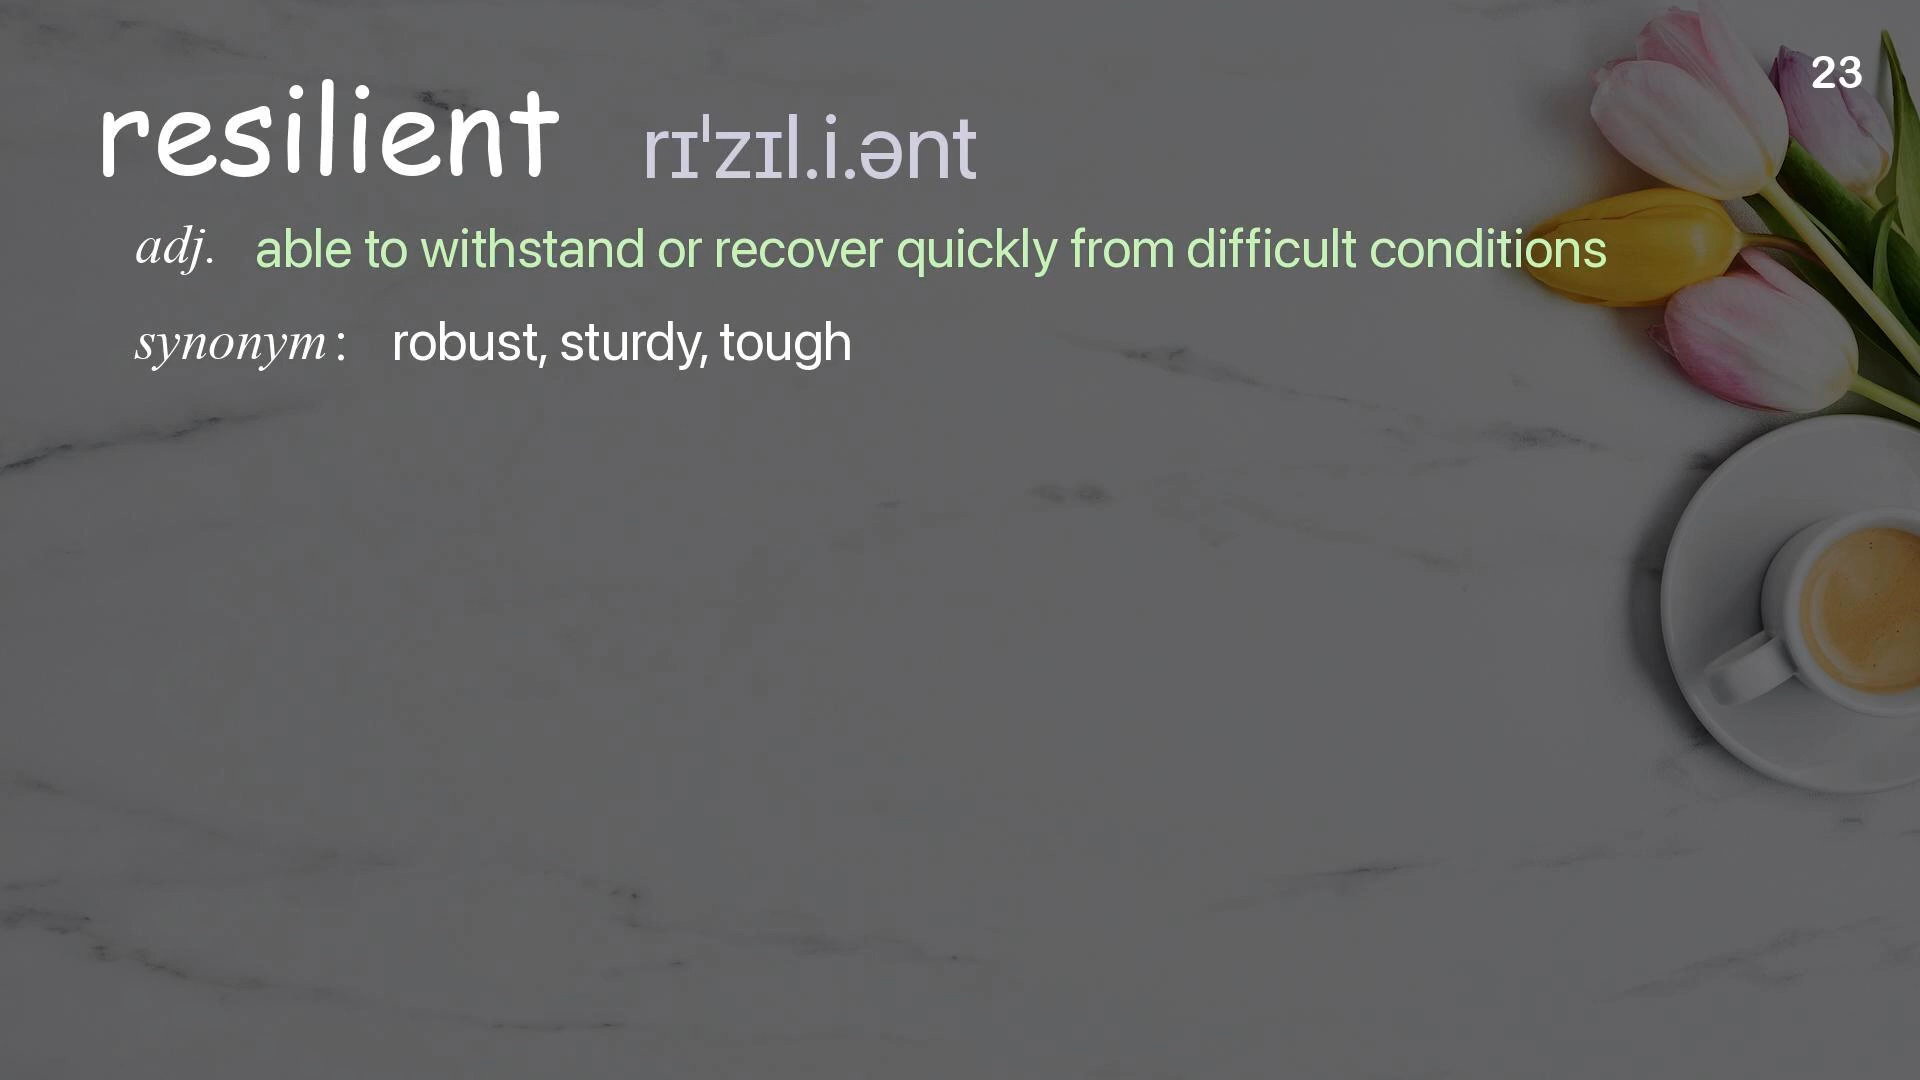 23
resilient rɪˈzɪl.i.ənt
adj. able to withstand or recover quickly from difficult conditions
synonym : robust, sturdy, tough